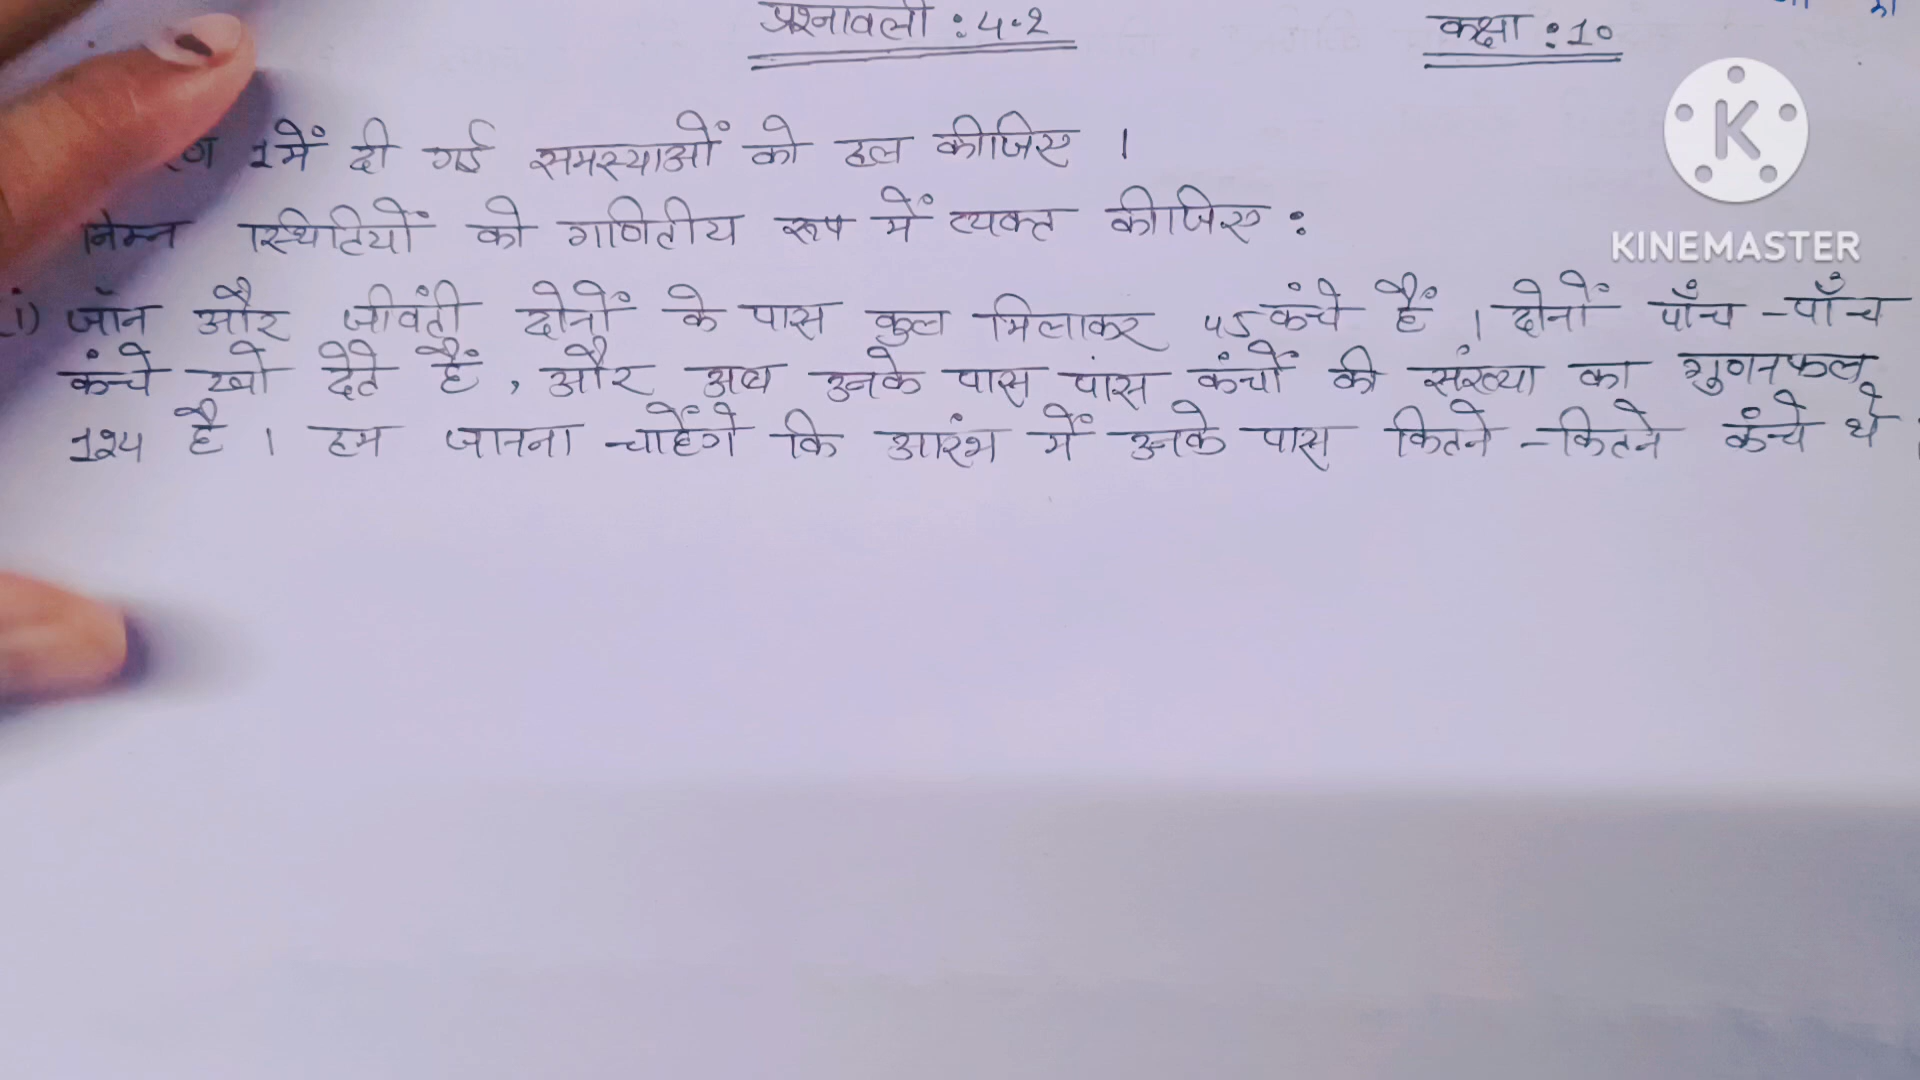 प्रश्नावली : 4.2
कक्षा : 10
1 में दी गई समस्याओं को हल कीजिए ।
निम्न स्थितियों को गणितीय रूप में व्यक्त कीजिए :
i) जॉन और जीवंती दोनों के पास कुल मिलाकर 45 कंचे हैं । दोनों पाँच - पाँच
कंचे खो देते हैं , और अब उनके पास पास कंचों की संख्या का गुणनफल
124 है । हम जानना चाहेंगे कि आरंभ में उनके पास कितने - कितने कंचे थे ।
KINEMASTER